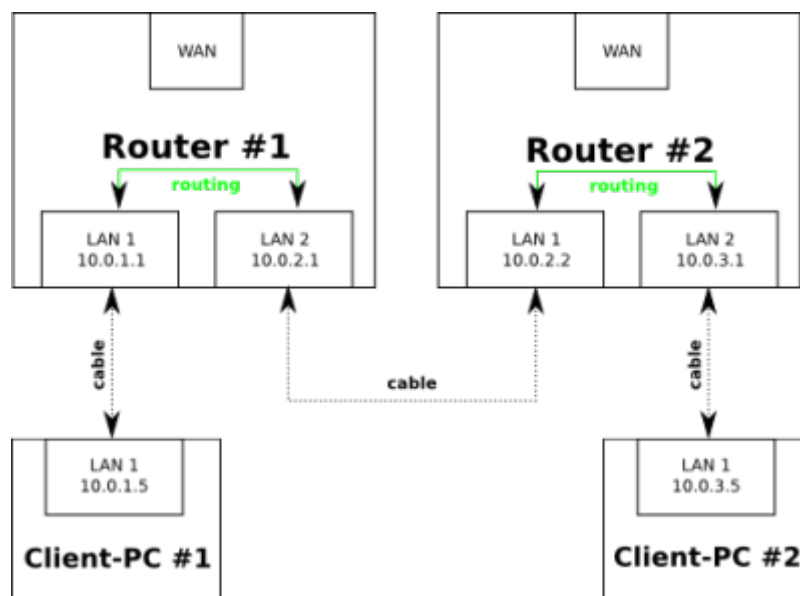 WAN
Router #1
routing
LAN 1
10.0.1.1
LAN 2
10.0.2.1
WAN
Router #2
routing
LAN 1
10.0.2.2
LAN 2
10.0.3.1
cable
cable
cable
LAN 1
10.0.1.5
Client-PC #1
LAN 1
10.0.3.5
Client-PC #2